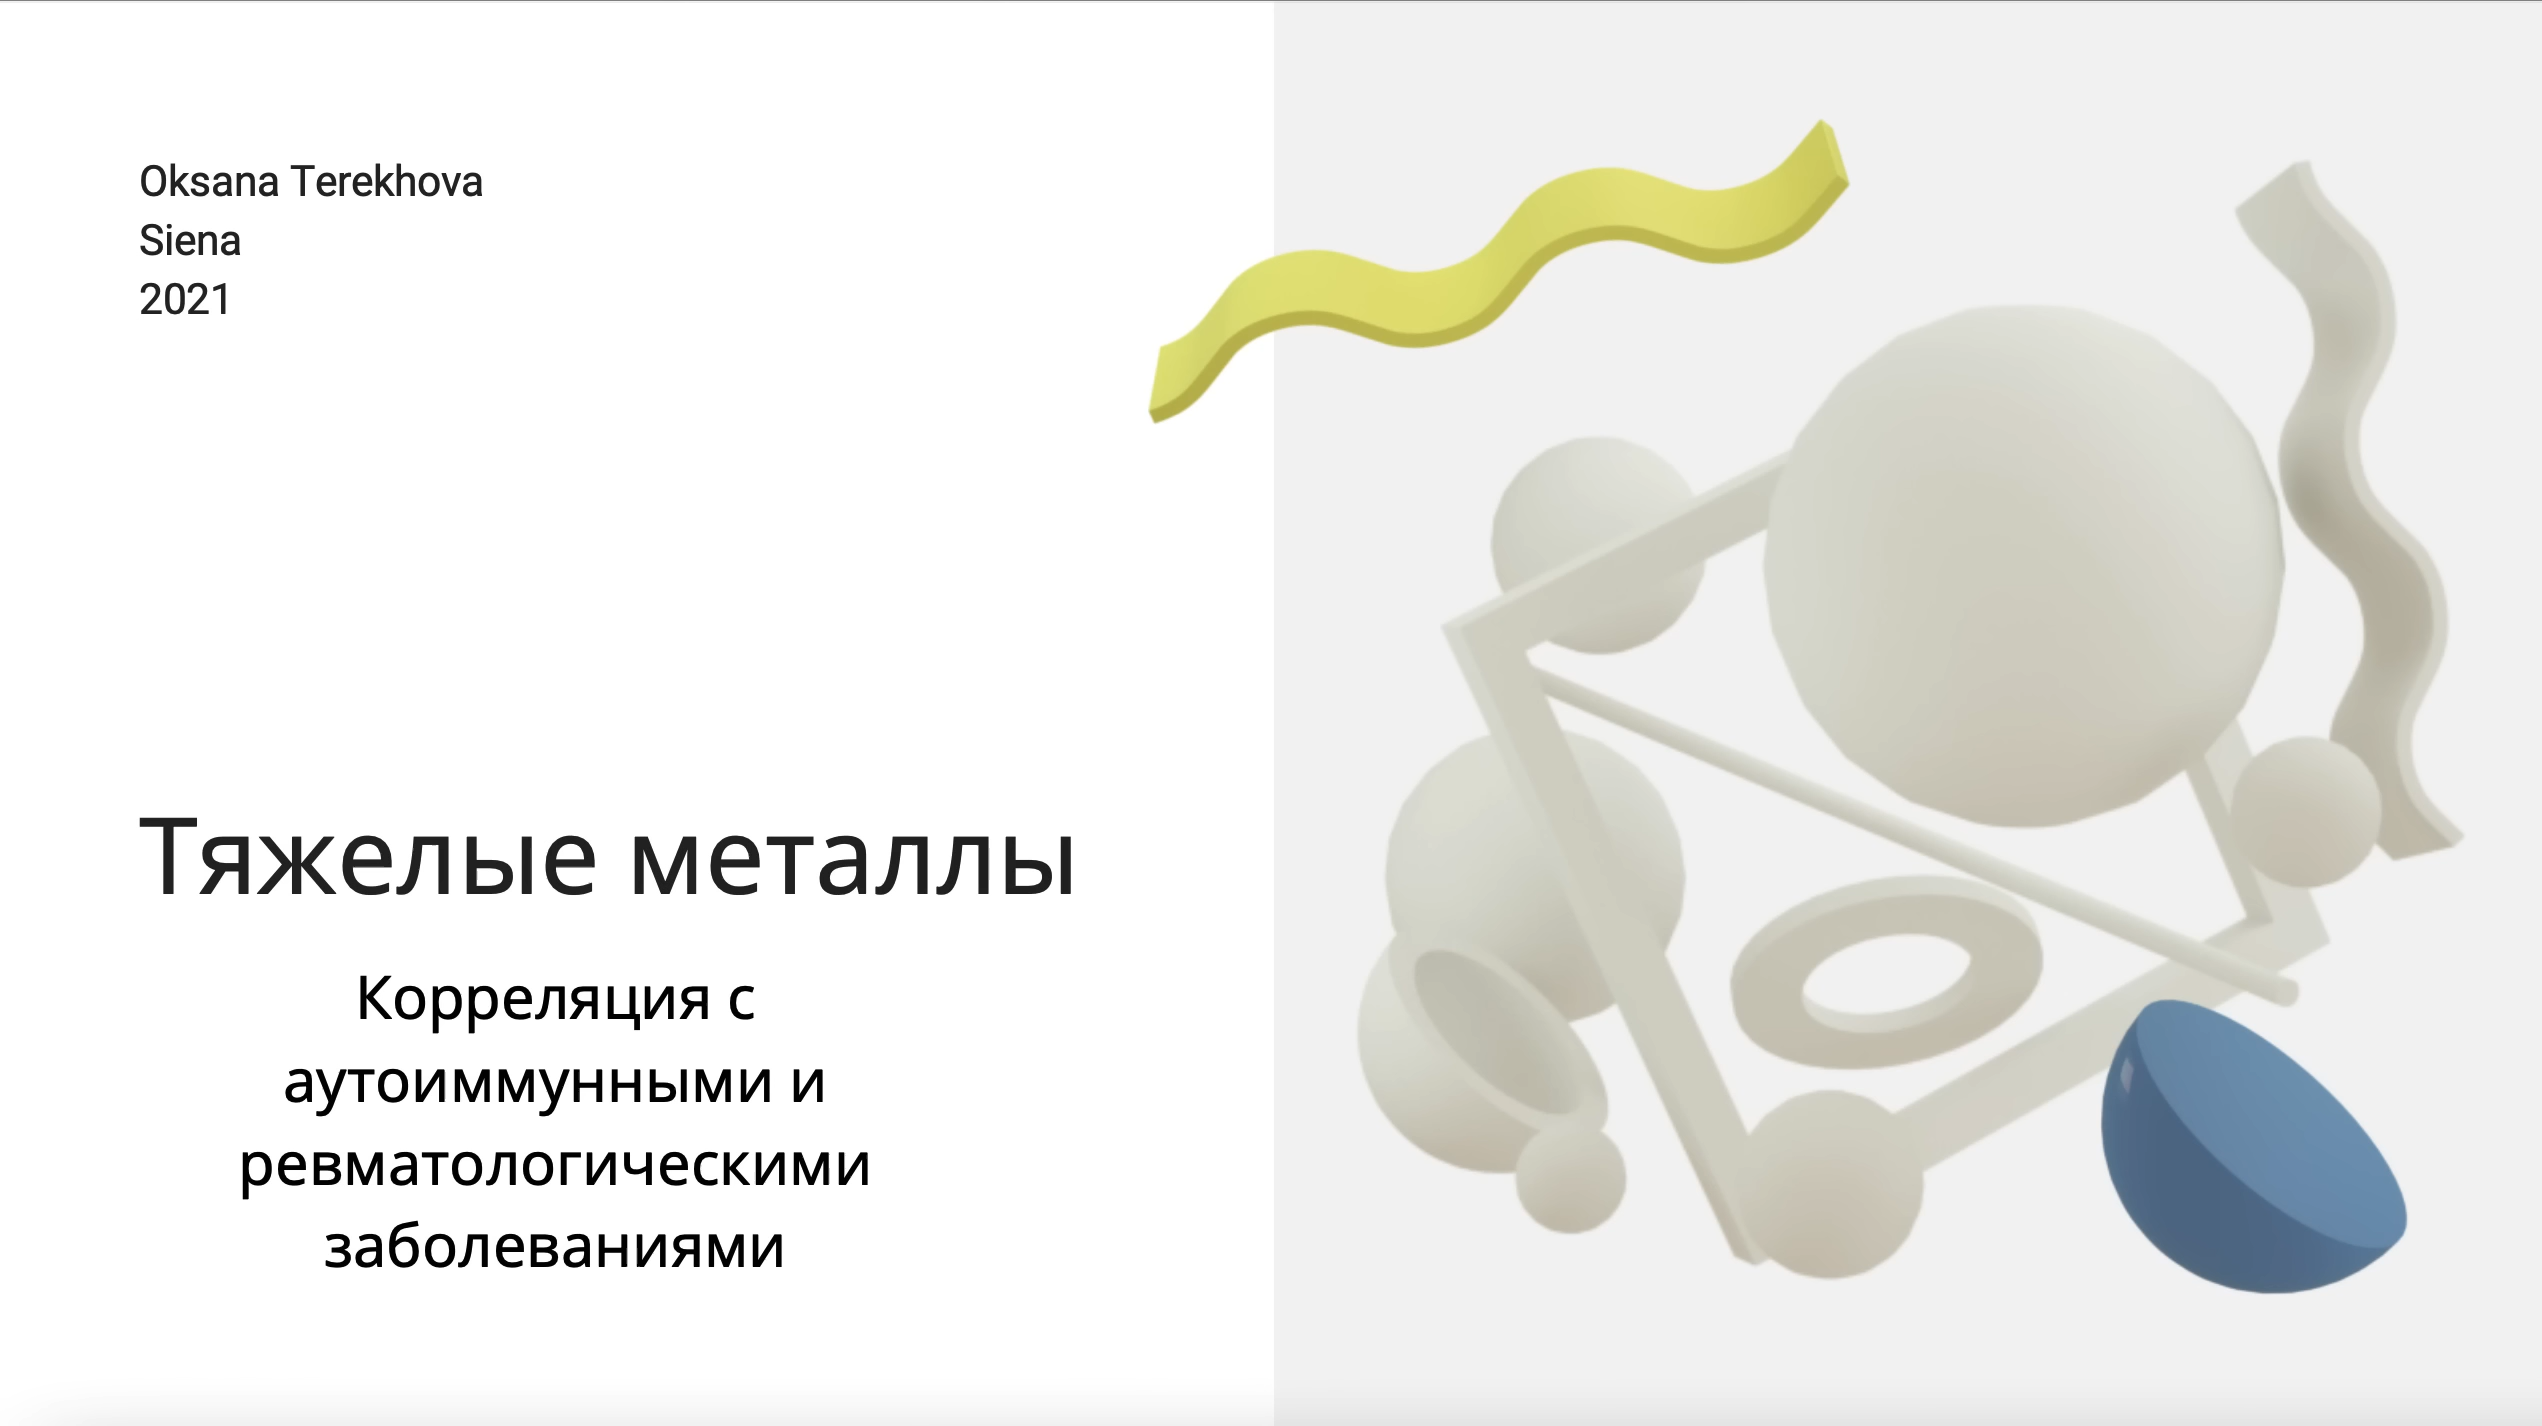 Oksana Terekhova
Siena
2021
Тяжелые металлы
Корреляция с
аутоиммунными и
ревматологическими
заболеваниями